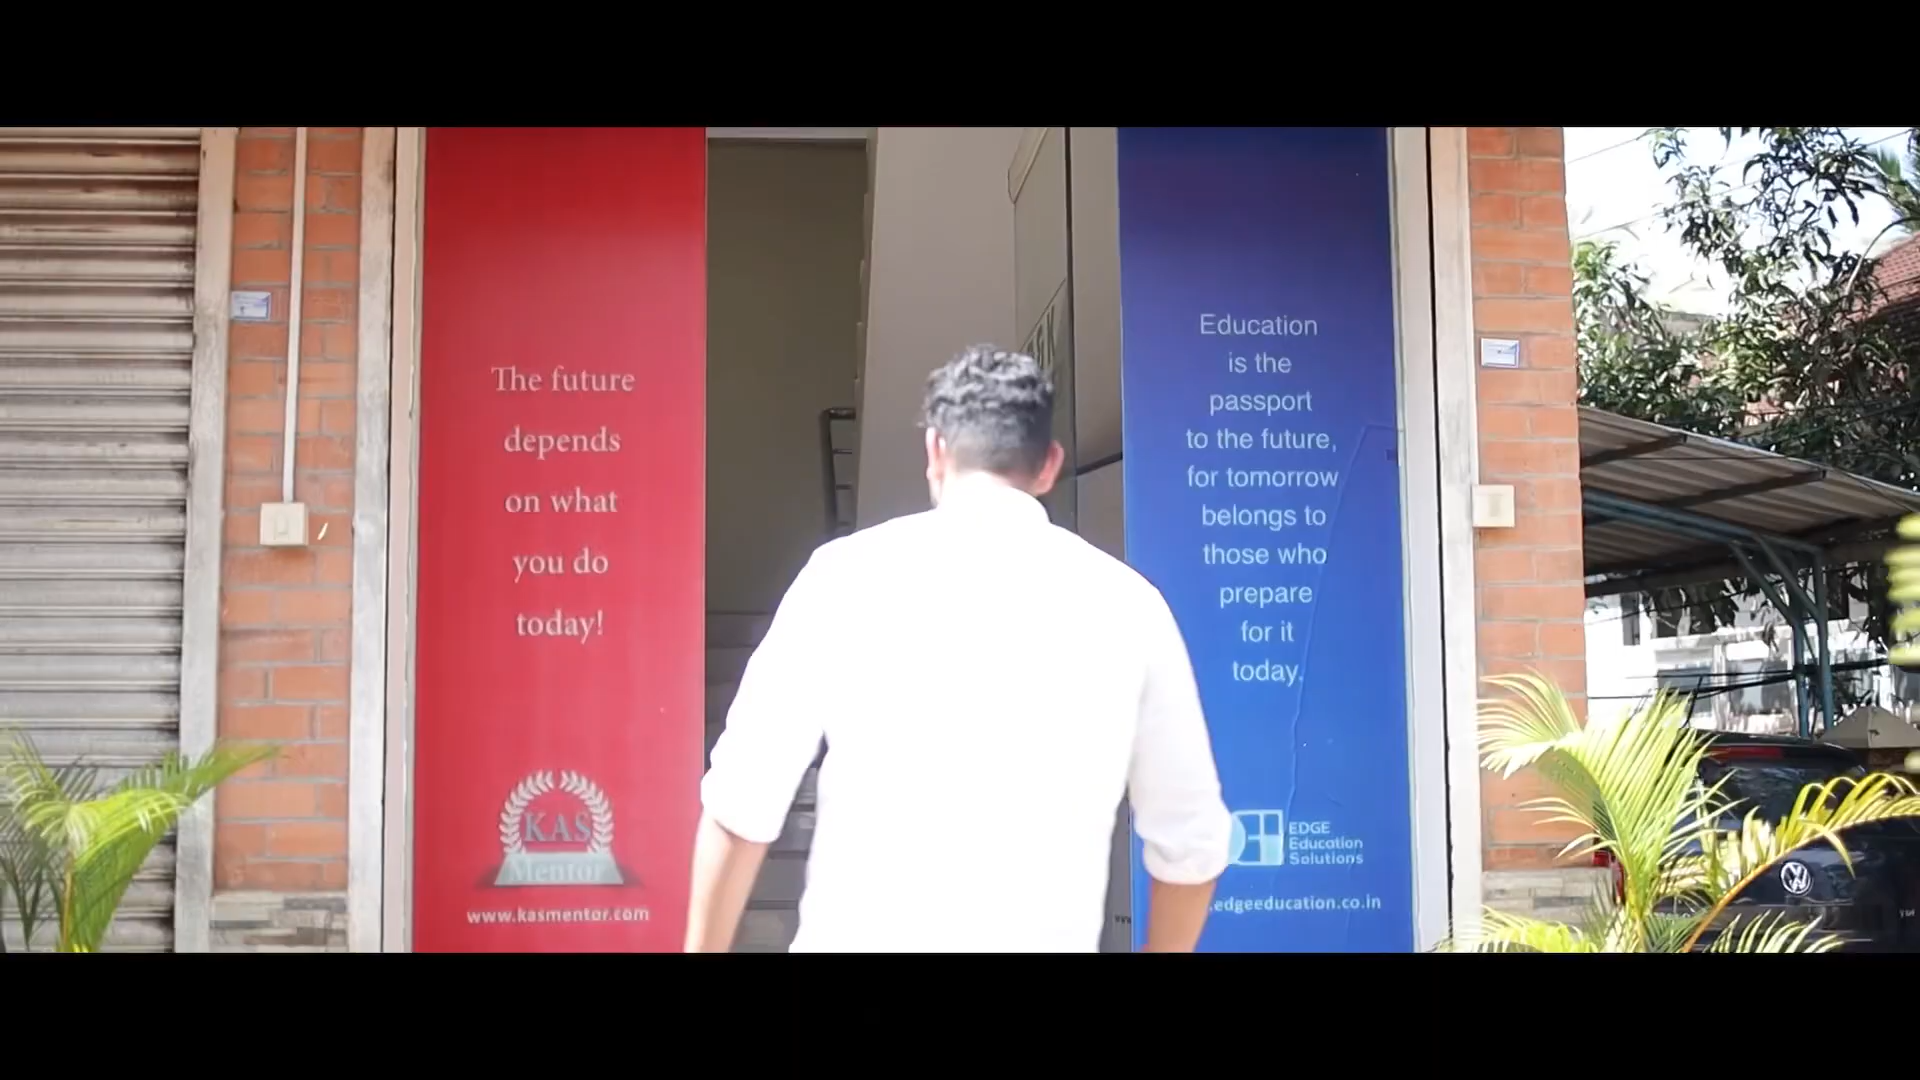 The future
depends
on what
you do
today!
KAS
Mentor
www.kasmentor.com
Education
is the
passport
to the future,
for tomorrow
belongs to
those who
prepare
for it
today.
EDGE
Education
Solutions
.edgeeducation.co.in